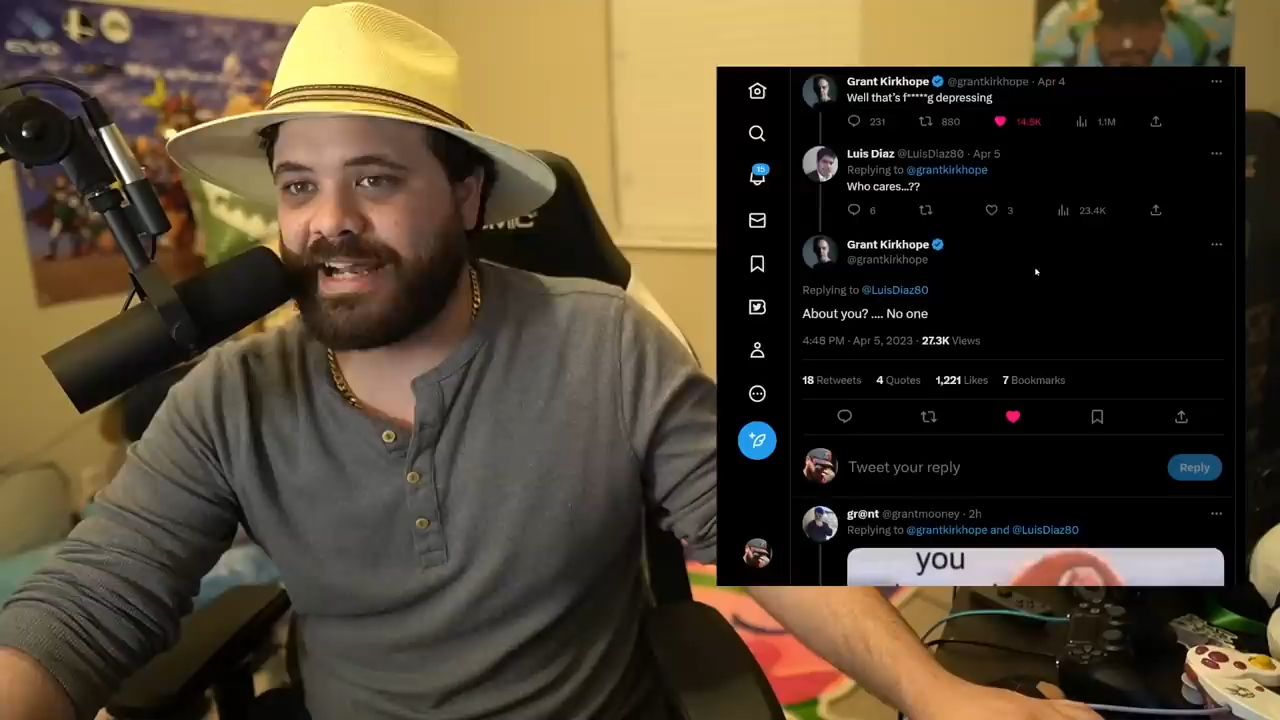 Grant Kirkhope @grantkirkhope · Apr 4
Well that's f*****g depressing
231 880 14.5K 1.1M
Luis Diaz @LuisDiaz80 · Apr 5
Replying to @grantkirkhope
Who cares...??
6 3 23.4K
15
Grant Kirkhope
@grantkirkhope
Replying to @LuisDiaz80
About you? .... No one
4:48 PM · Apr 5, 2023 · 27.3K Views
18 Retweets 4 Quotes 1,221 Likes 7 Bookmarks
Tweet your reply Reply
gr@nt @grantmooney · 2h
Replying to @grantkirkhope and @LuisDiaz80
you